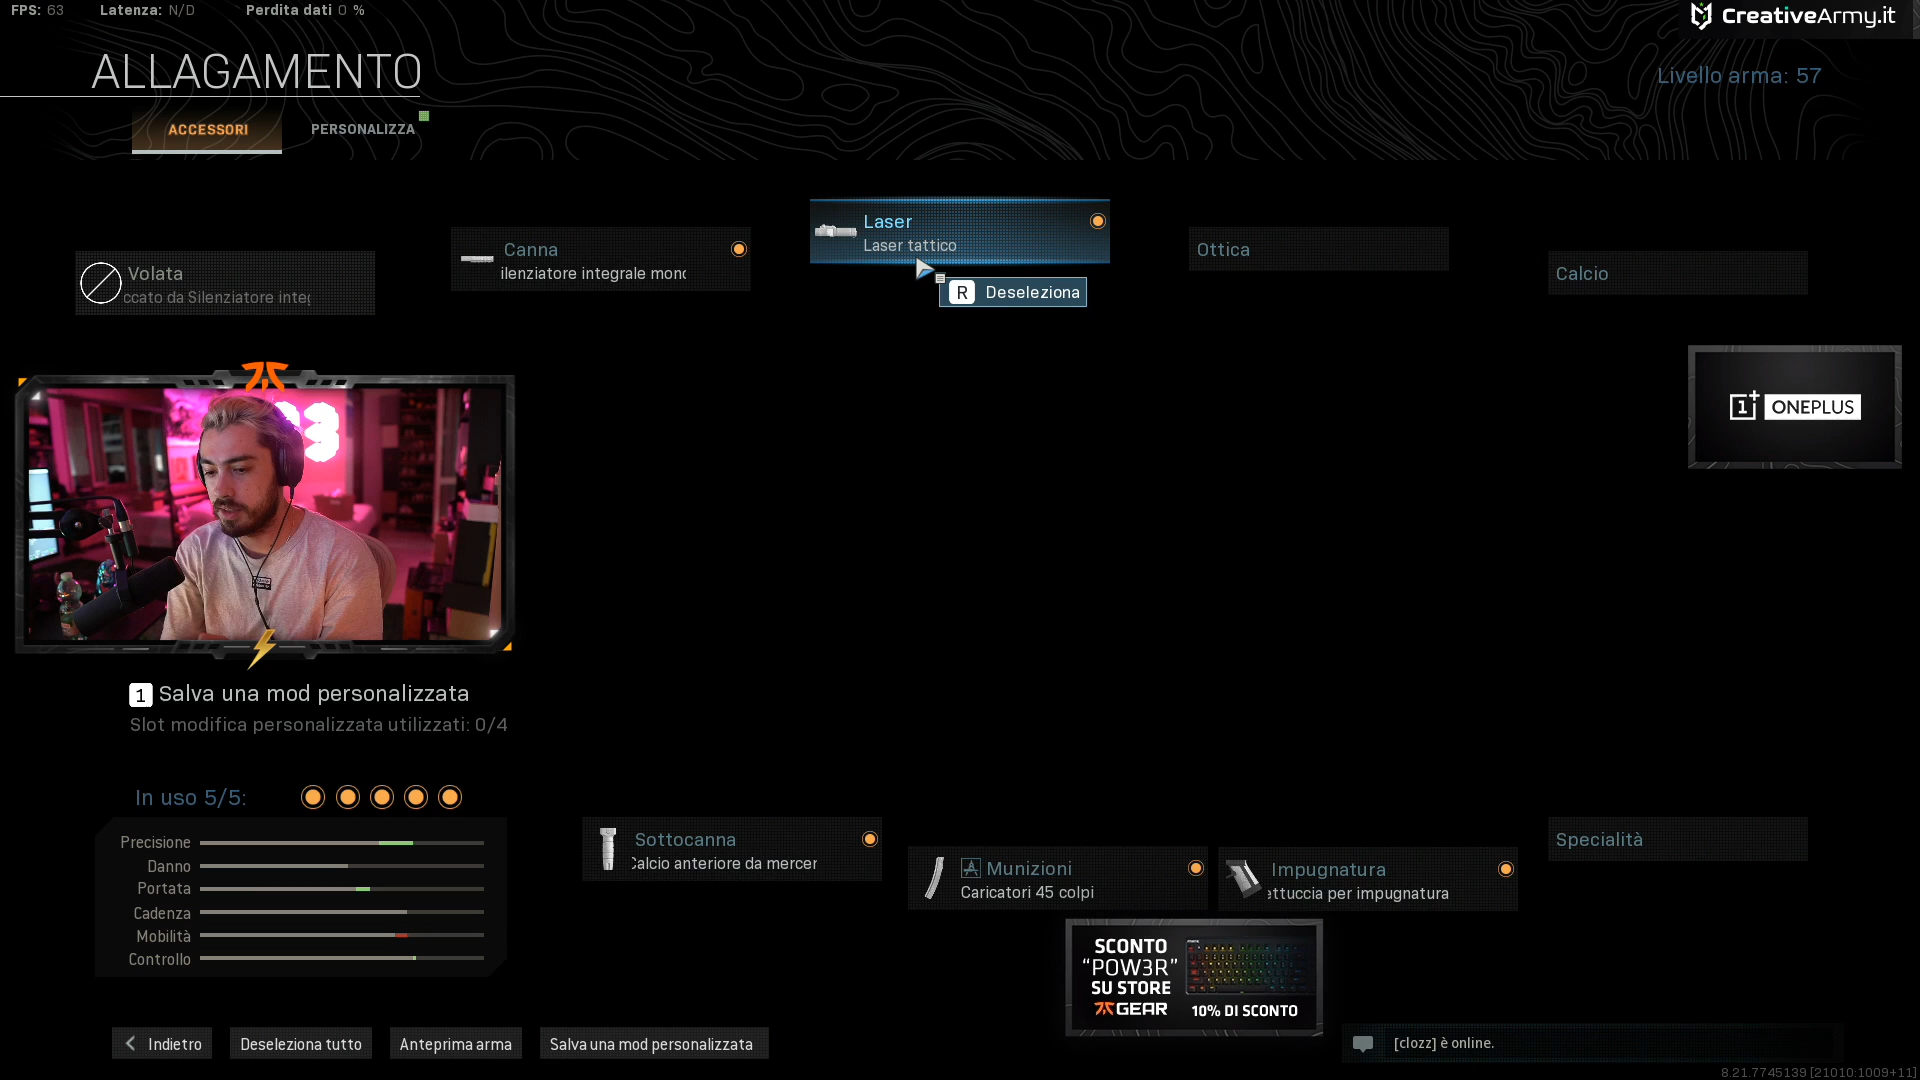 FPS: 63 Latenza: N/D Perdita dati 0 %
CreativeArmy.it
ALLAGAMENTO
Livello arma: 57
ACCESSORI PERSONALIZZA
Laser
Laser tattico
Canna
ilenziatore integrale mono
Ottica
Volata
ccato da Silenziatore integ
Calcio
R Deseleziona
93
1+ ONEPLUS
1 Salva una mod personalizzata
Slot modifica personalizzata utilizzati: 0/4
In uso 5/5:
Precisione
Danno
Portata
Cadenza
Mobilità
Controllo
Sottocanna
Calcio anteriore da mercen
Munizioni
Caricatori 45 colpi
Impugnatura
ettuccia per impugnatura
Specialità
SCONTO
“POW3R”
SU STORE
GEAR
10% DI SCONTO
Indietro Deseleziona tutto Anteprima arma Salva una mod personalizzata
[clozz] è online.
8.21.7745139 [21010:1009+11]